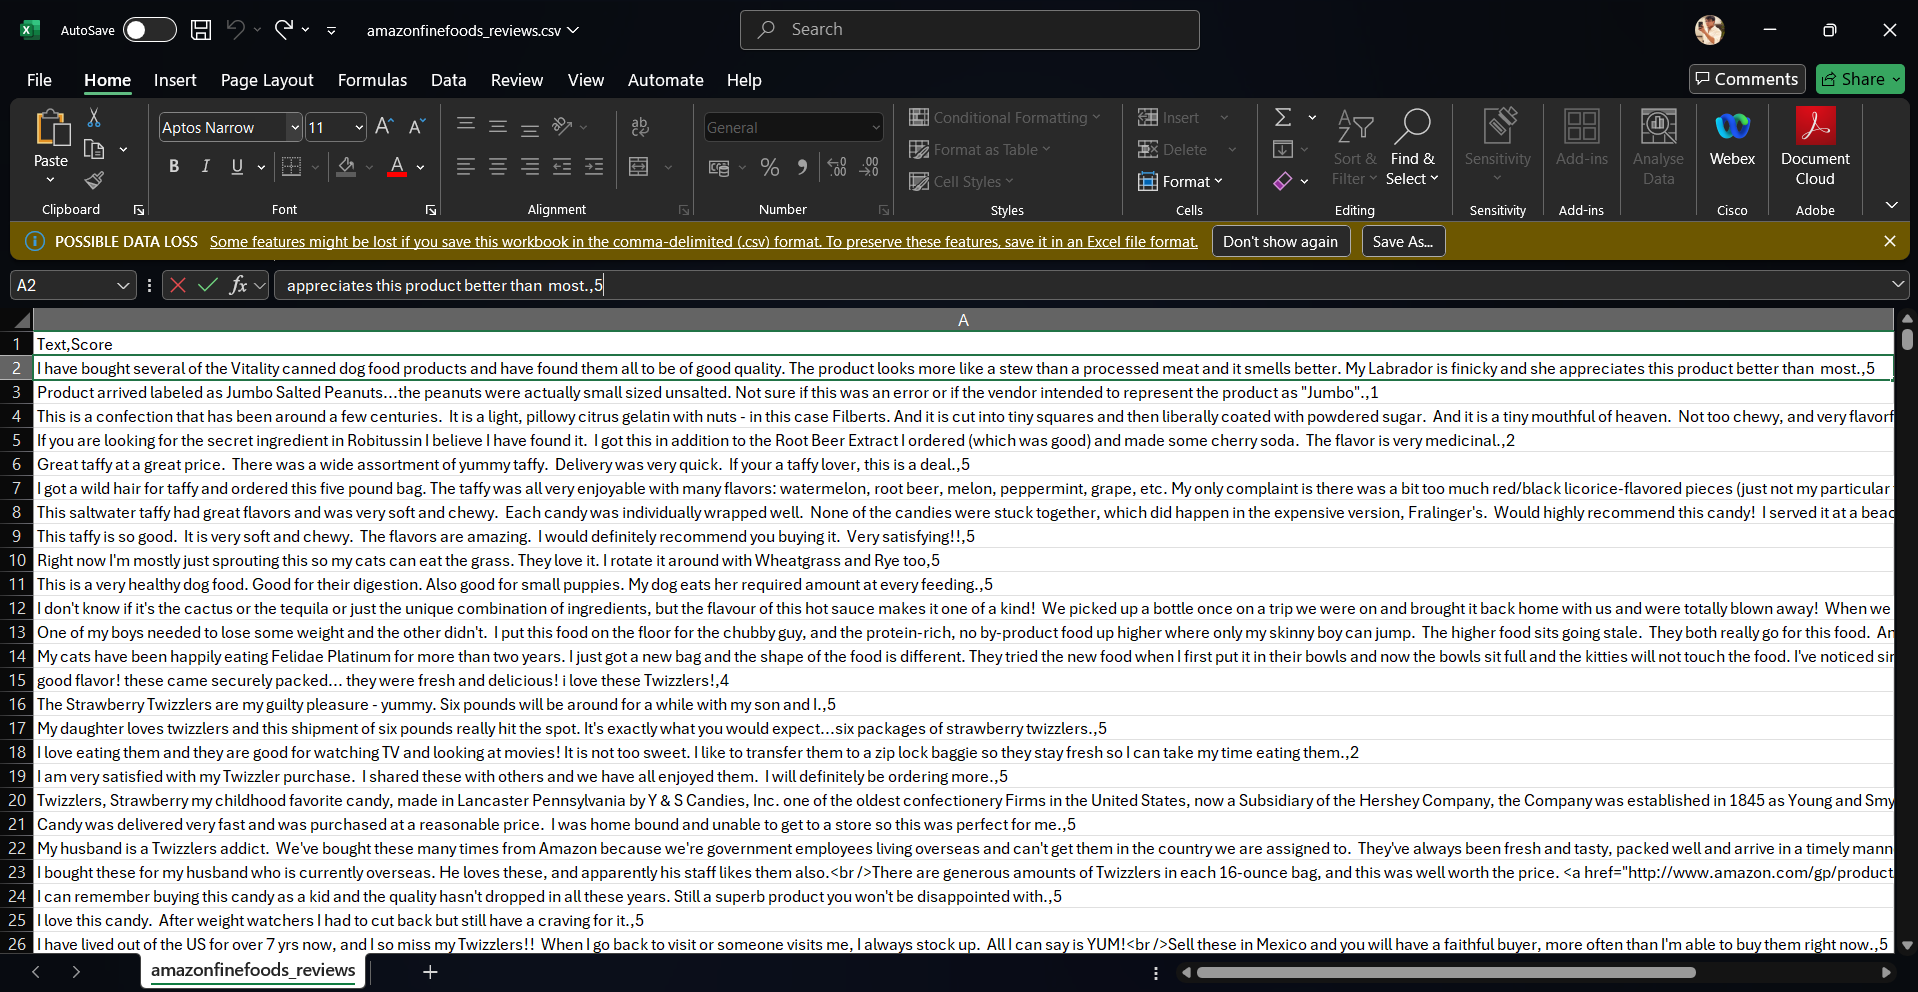 AutoSave
amazonfinefoods_reviews.csv
Search
File Home Insert Page Layout Formulas Data Review View Automate Help
Comments Share
Paste
Clipboard
Aptos Narrow 11
B I U
Font
Alignment
General
Number
Conditional Formatting
Format as Table
Cell Styles
Styles
Insert
Delete
Format
Cells
Sort & Filter
Find & Select
Editing
Sensitivity
Sensitivity
Add-ins
Add-ins
Analyse Data
Webex
Cisco
Document Cloud
Adobe
POSSIBLE DATA LOSS Some features might be lost if you save this workbook in the comma-delimited (.csv) format. To preserve these features, save it in an Excel file format. Don't show again Save As...
A2 fx appreciates this product better than  most.,5
A
1 Text,Score
2 I have bought several of the Vitality canned dog food products and have found them all to be of good quality. The product looks more like a stew than a processed meat and it smells better. My Labrador is finicky and she appreciates this product better than  most.,5
3 Product arrived labeled as Jumbo Salted Peanuts...the peanuts were actually small sized unsalted. Not sure if this was an error or if the vendor intended to represent the product as "Jumbo".,1
4 This is a confection that has been around a few centuries.  It is a light, pillowy citrus gelatin with nuts - in this case Filberts. And it is cut into tiny squares and then liberally coated with powdered sugar.  And it is a tiny mouthful of heaven.  Not too chewy, and very flavorf
5 If you are looking for the secret ingredient in Robitussin I believe I have found it.  I got this in addition to the Root Beer Extract I ordered (which was good) and made some cherry soda.  The flavor is very medicinal.,2
6 Great taffy at a great price.  There was a wide assortment of yummy taffy.  Delivery was very quick.  If your a taffy lover, this is a deal.,5
7 I got a wild hair for taffy and ordered this five pound bag. The taffy was all very enjoyable with many flavors: watermelon, root beer, melon, peppermint, grape, etc. My only complaint is there was a bit too much red/black licorice-flavored pieces (just not my particular
8 This saltwater taffy had great flavors and was very soft and chewy.  Each candy was individually wrapped well.  None of the candies were stuck together, which did happen in the expensive version, Fralinger's.  Would highly recommend this candy!  I served it at a beac
9 This taffy is so good.  It is very soft and chewy.  The flavors are amazing.  I would definitely recommend you buying it.  Very satisfying!!,5
10 Right now I'm mostly just sprouting this so my cats can eat the grass. They love it. I rotate it around with Wheatgrass and Rye too,5
11 This is a very healthy dog food. Good for their digestion. Also good for small puppies. My dog eats her required amount at every feeding.,5
12 I don't know if it's the cactus or the tequila or just the unique combination of ingredients, but the flavour of this hot sauce makes it one of a kind!  We picked up a bottle once on a trip we were on and brought it back home with us and were totally blown away!  When we
13 One of my boys needed to lose some weight and the other didn't.  I put this food on the floor for the chubby guy, and the protein-rich, no by-product food up higher where only my skinny boy can jump.  The higher food sits going stale.  They both really go for this food.  An
14 My cats have been happily eating Felidae Platinum for more than two years. I just got a new bag and the shape of the food is different. They tried the new food when I first put it in their bowls and now the bowls sit full and the kitties will not touch the food. I've noticed sin
15 good flavor! these came securely packed... they were fresh and delicious! i love these Twizzlers!,4
16 The Strawberry Twizzlers are my guilty pleasure - yummy. Six pounds will be around for a while with my son and I.,5
17 My daughter loves twizzlers and this shipment of six pounds really hit the spot. It's exactly what you would expect...six packages of strawberry twizzlers.,5
18 I love eating them and they are good for watching TV and looking at movies! It is not too sweet. I like to transfer them to a zip lock baggie so they stay fresh so I can take my time eating them.,2
19 I am very satisfied with my Twizzler purchase.  I shared these with others and we have all enjoyed them.  I will definitely be ordering more.,5
20 Twizzlers, Strawberry my childhood favorite candy, made in Lancaster Pennsylvania by Y & S Candies, Inc. one of the oldest confectionery Firms in the United States, now a Subsidiary of the Hershey Company, the Company was established in 1845 as Young and Smy
21 Candy was delivered very fast and was purchased at a reasonable price.  I was home bound and unable to get to a store so this was perfect for me.,5
22 My husband is a Twizzlers addict.  We've bought these many times from Amazon because we're government employees living overseas and can't get them in the country we are assigned to.  They've always been fresh and tasty, packed well and arrive in a timely mann
23 I bought these for my husband who is currently overseas. He loves these, and apparently his staff likes them also.<br />There are generous amounts of Twizzlers in each 16-ounce bag, and this was well worth the price. <a href="http://www.amazon.com/gp/product
24 I can remember buying this candy as a kid and the quality hasn't dropped in all these years. Still a superb product you won't be disappointed with.,5
25 I love this candy.  After weight watchers I had to cut back but still have a craving for it.,5
26 I have lived out of the US for over 7 yrs now, and I so miss my Twizzlers!!  When I go back to visit or someone visits me, I always stock up.  All I can say is YUM!<br />Sell these in Mexico and you will have a faithful buyer, more often than I'm able to buy them right now.,5
amazonfinefoods_reviews